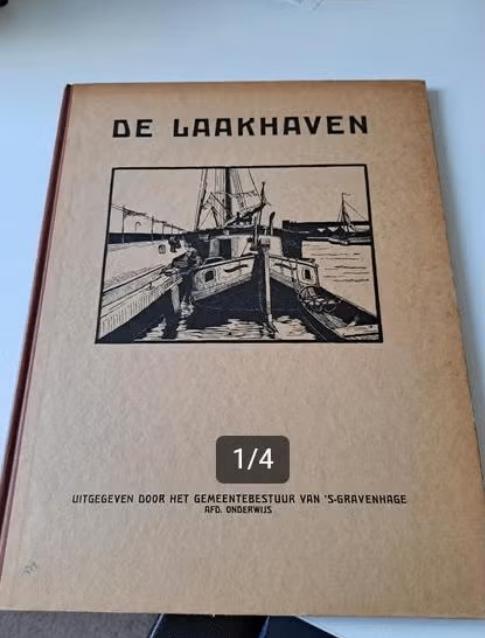 DE LAAKHAVEN
1/4
UITGEGEVEN DOOR HET GEMEENTEBESTUUR VAN 'S-GRAVENHAGE
AFD. ONDERWIJS